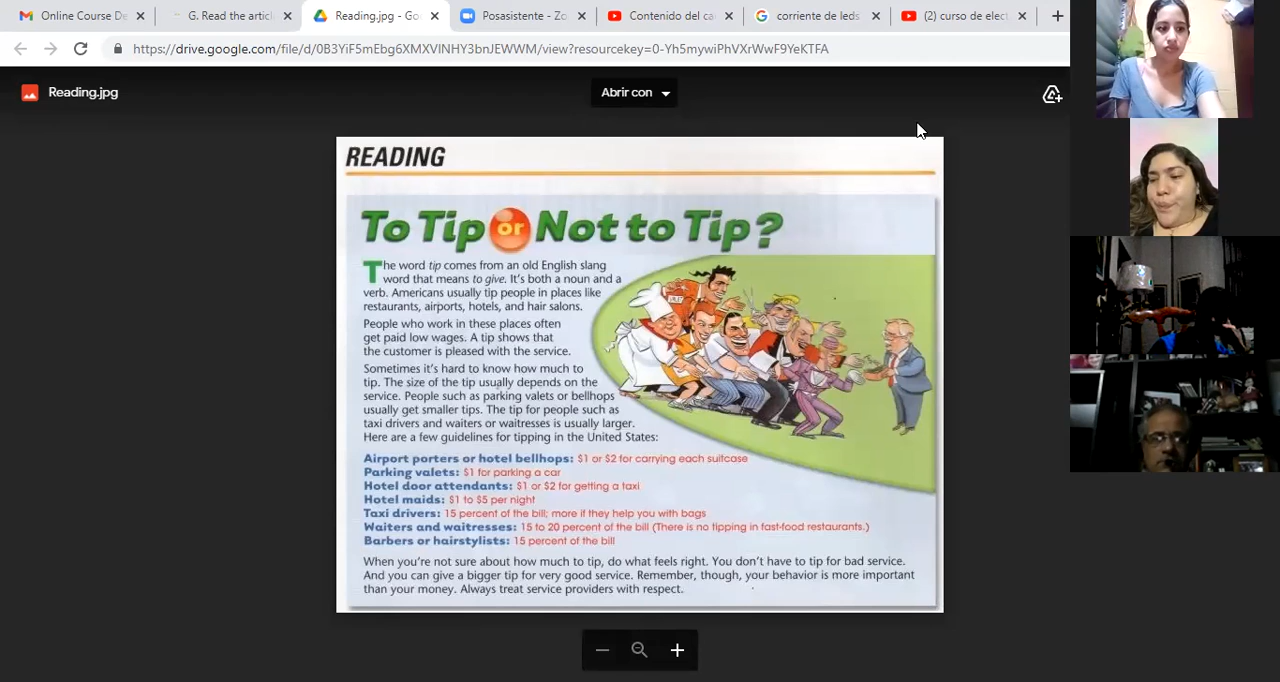 Online Course De
G. Read the articl
Reading.jpg - Go
Posasistente - Zo
Contenido del ca
corriente de leds
(2) curso de elect
https://drive.google.com/file/d/0B3YiF5mEbg6XMXVlNHY3bnJEWWM/view?resourcekey=0-Yh5mywiPhVXrWwF9YeKTFA
Reading.jpg
Abrir con
READING
To Tip or Not to Tip?
The word tip comes from an old English slang
word that means to give. It's both a noun and a
verb. Americans usually tip people in places like
restaurants, airports, hotels, and hair salons.
People who work in these places often
get paid low wages. A tip shows that
the customer is pleased with the service.
Sometimes it's hard to know how much to
tip. The size of the tip usually depends on the
service. People such as parking valets or bellhops
usually get smaller tips. The tip for people such as
taxi drivers and waiters or waitresses is usually larger.
Here are a few guidelines for tipping in the United States:
Airport porters or hotel bellhops: $1 or $2 for carrying each suitcase
Parking valets: $1 for parking a car
Hotel door attendants: $1 or $2 for getting a taxi
Hotel maids: $1 to $5 per night
Taxi drivers: 15 percent of the bill; more if they help you with bags
Waiters and waitresses: 15 to 20 percent of the bill (There is no tipping in fast-food restaurants.)
Barbers or hairstylists: 15 percent of the bill
When you're not sure about how much to tip, do what feels right. You don't have to tip for bad service.
And you can give a bigger tip for very good service. Remember, though, your behavior is more important
than your money. Always treat service providers with respect.